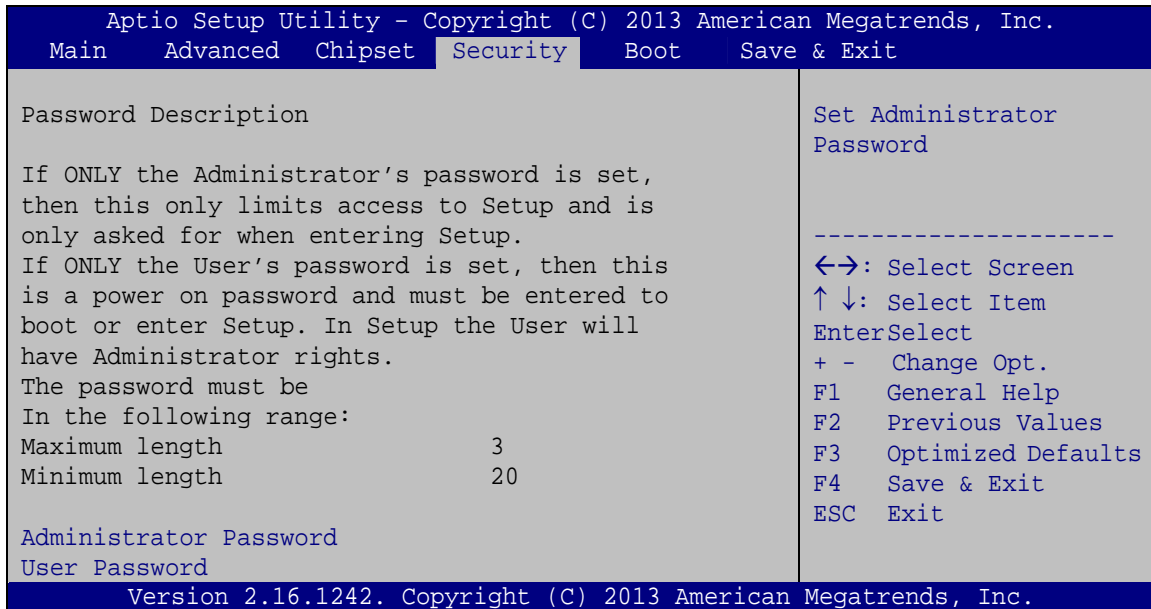 Aptio Setup Utility – Copyright (C) 2013 American Megatrends, Inc.
Main Advanced Chipset Security Boot Save & Exit
Password Description
If ONLY the Administrator’s password is set,
then this only limits access to Setup and is
only asked for when entering Setup.
If ONLY the User’s password is set, then this
is a power on password and must be entered to
boot or enter Setup. In Setup the User will
have Administrator rights.
The password must be
In the following range:
Maximum length 3
Minimum length 20
Administrator Password
User Password
Set Administrator
Password
---------------------
←→: Select Screen
↑ ↓: Select Item
EnterSelect
+ - Change Opt.
F1 General Help
F2 Previous Values
F3 Optimized Defaults
F4 Save & Exit
ESC Exit
Version 2.16.1242. Copyright (C) 2013 American Megatrends, Inc.